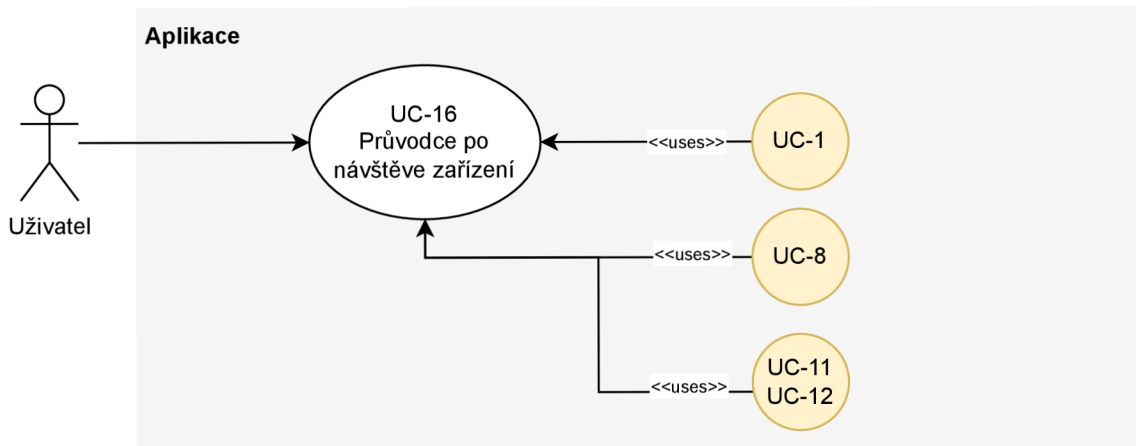 Aplikace
UC-16
Průvodce po
návštěve zařízení
<<uses>>
UC-1
Uživatel
<<uses>>
UC-8
<<uses>>
UC-11
UC-12